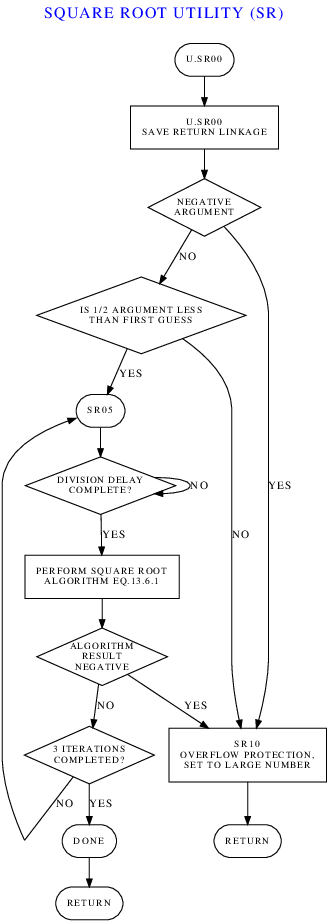 SQUARE ROOT UTILITY (SR)
U.SR00
U.SR00
SAVE RETURN LINKAGE
NEGATIVE
ARGUMENT
NO
IS 1/2 ARGUMENT LESS
THAN FIRST GUESS
YES
SR05
DIVISION DELAY
COMPLETE?
NO
YES
YES
NO
PERFORM SQUARE ROOT
ALGORITHM EQ.13.6.1
ALGORITHM
RESULT
NEGATIVE
NO
YES
3 ITERATIONS
COMPLETED?
SR10
OVERFLOW PROTECTION,
SET TO LARGE NUMBER
NO
YES
DONE
RETURN
RETURN